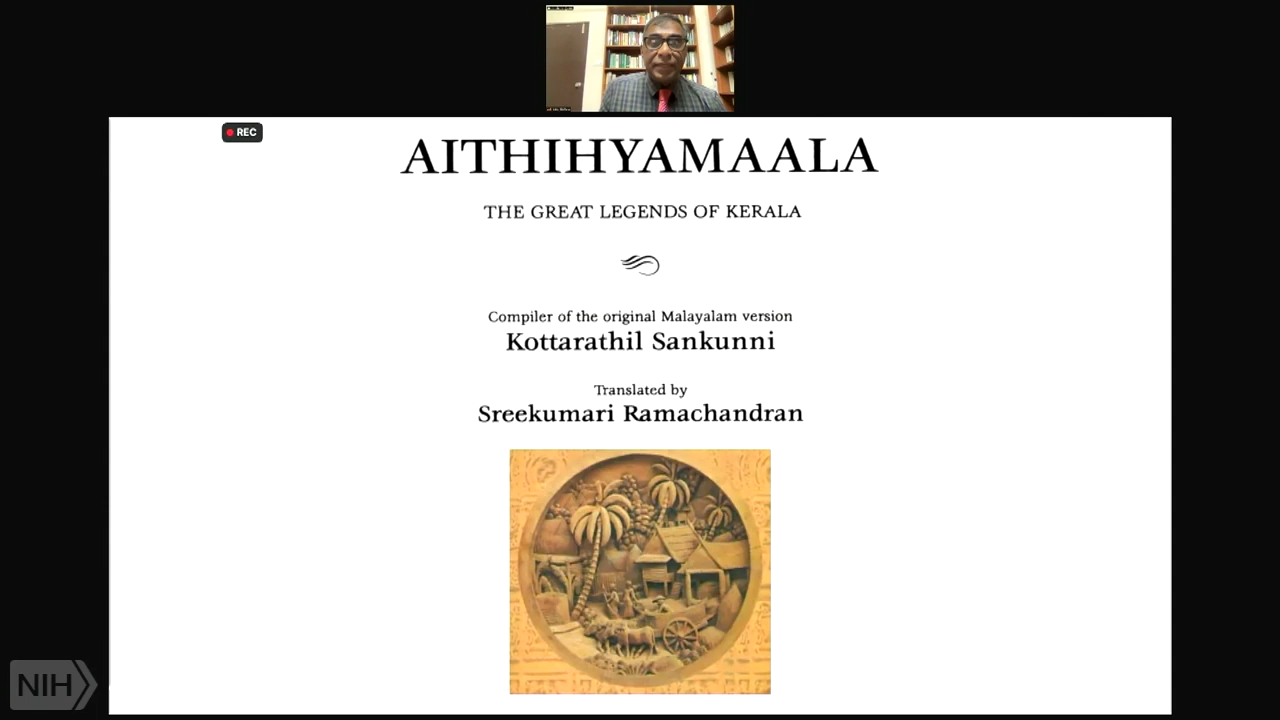 REC
AITHIHYAMAALA
THE GREAT LEGENDS OF KERALA
Compiler of the original Malayalam version
Kottarathil Sankunni
Translated by
Sreekumari Ramachandran
NIH